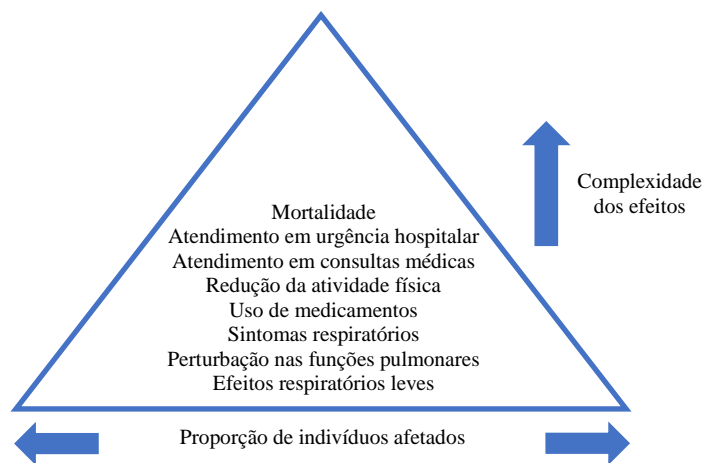 Mortalidade
Atendimento em urgência hospitalar
Atendimento em consultas médicas
Redução da atividade física
Uso de medicamentos
Sintomas respiratórios
Perturbação nas funções pulmonares
Efeitos respiratórios leves
Complexidade
dos efeitos
Proporção de indivíduos afetados